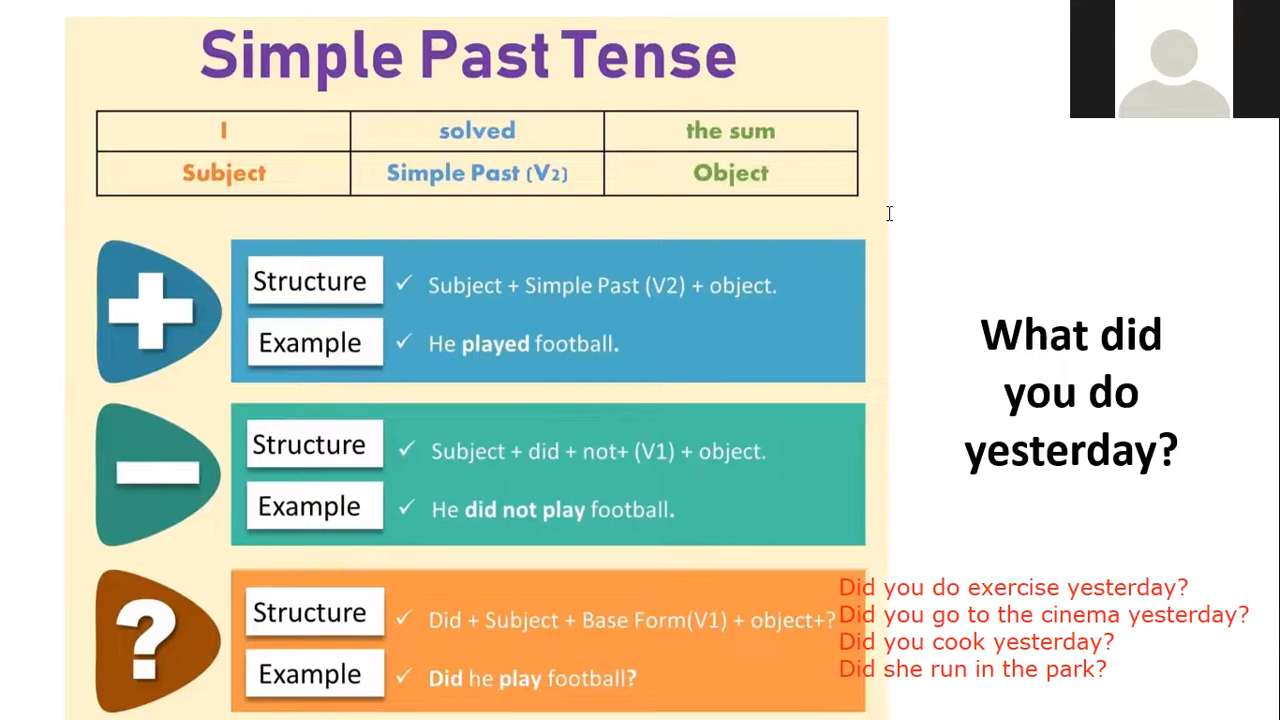 Simple Past Tense
I solved the sum
Subject Simple Past (V2) Object
Structure ✓ Subject + Simple Past (V2) + object.
Example ✓ He played football.
Structure ✓ Subject + did + not+ (V1) + object.
Example ✓ He did not play football.
? Structure ✓ Did + Subject + Base Form(V1) + object+?
Example ✓ Did he play football?
What did
you do
yesterday?
Did you do exercise yesterday?
Did you go to the cinema yesterday?
Did you cook yesterday?
Did she run in the park?